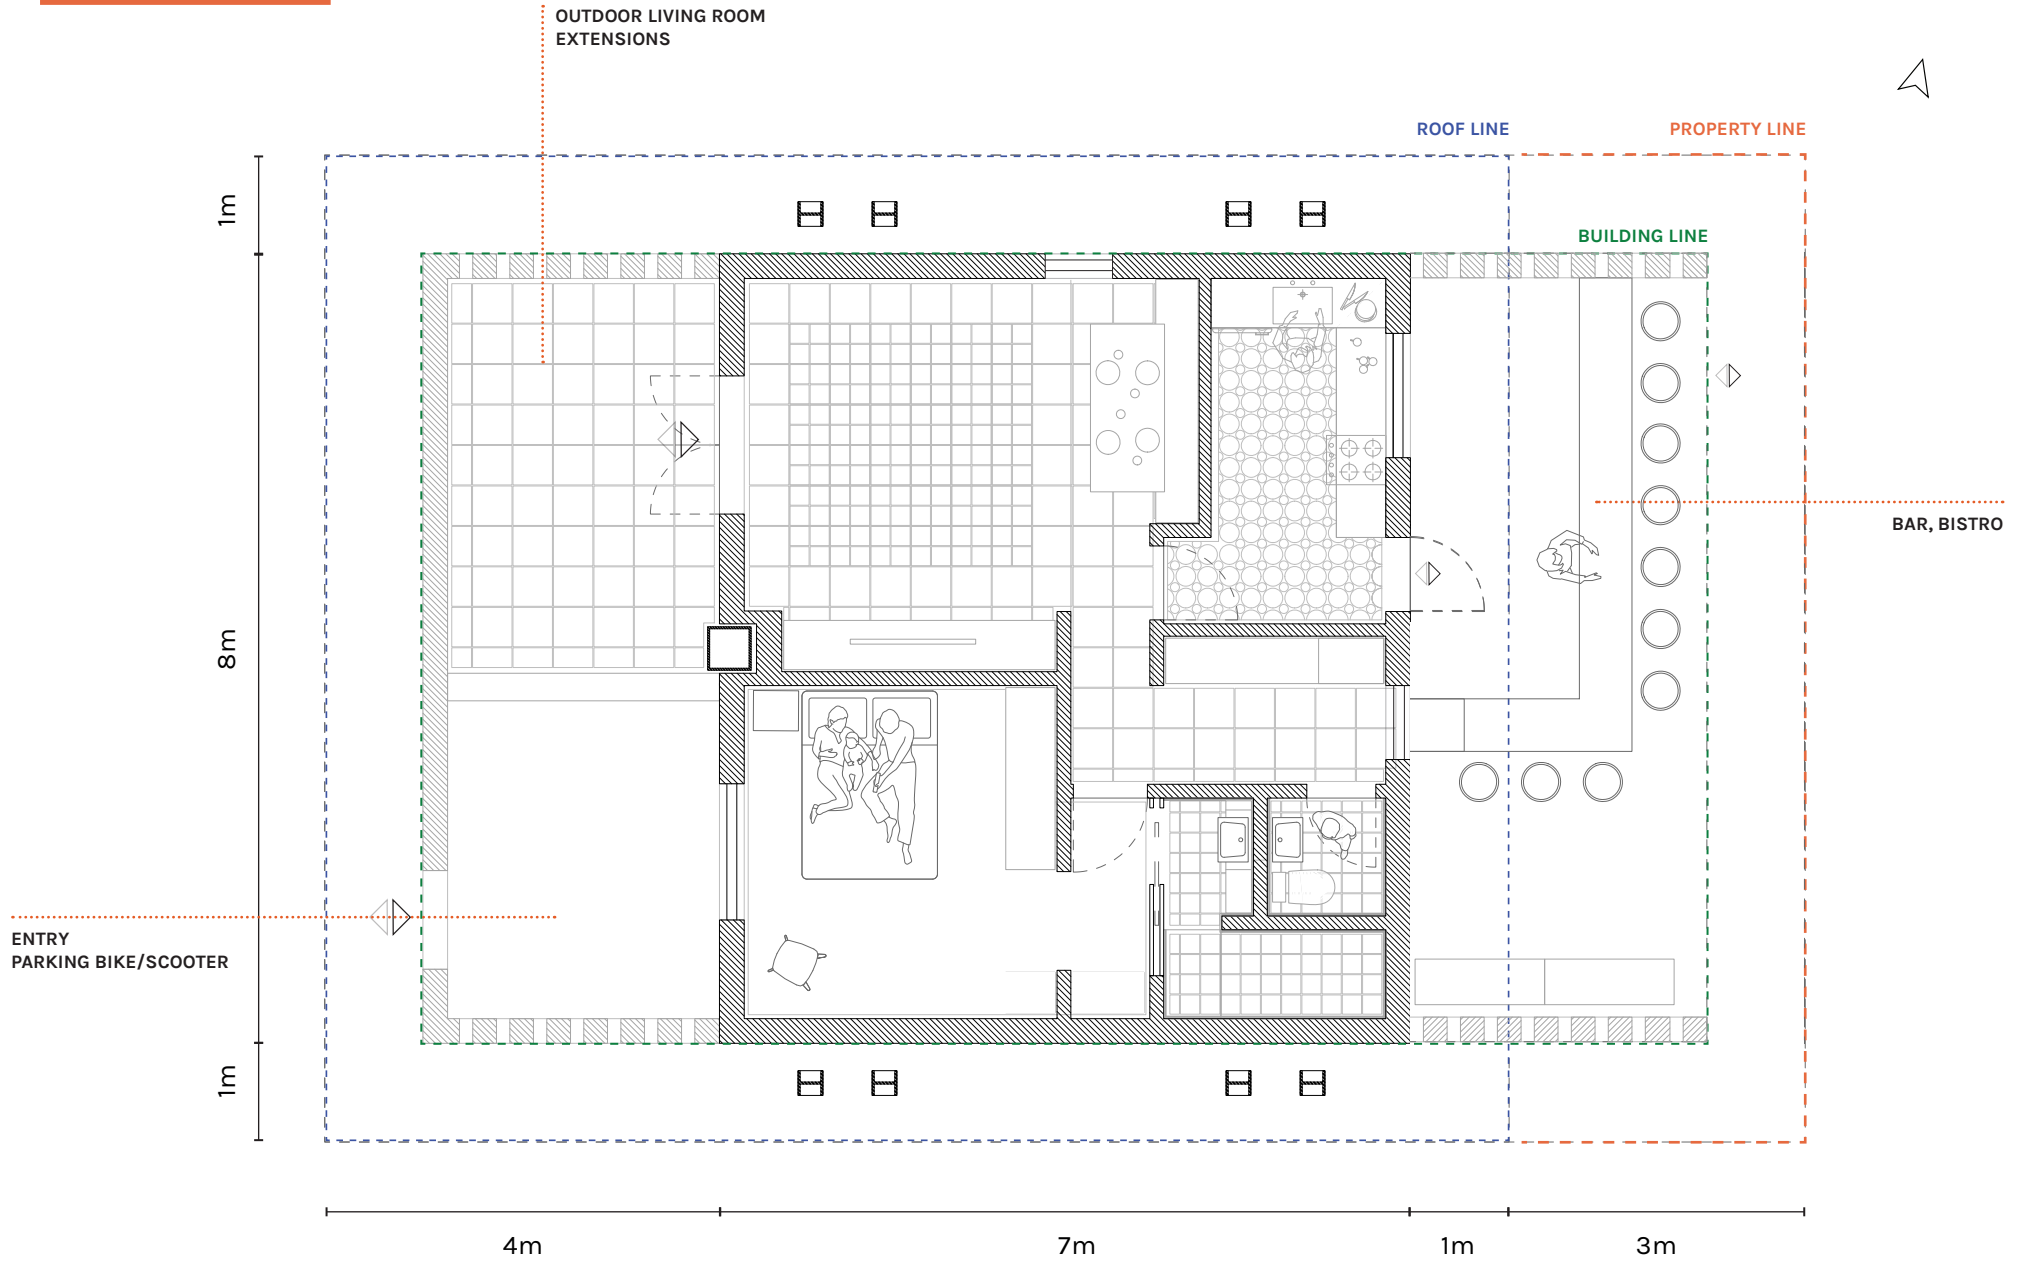 OUTDOOR LIVING ROOM
EXTENSIONS
ROOF LINE
PROPERTY LINE
1m
BUILDING LINE
BAR, BISTRO
8m
ENTRY
PARKING BIKE/SCOOTER
1m
4m
7m
1m
3m